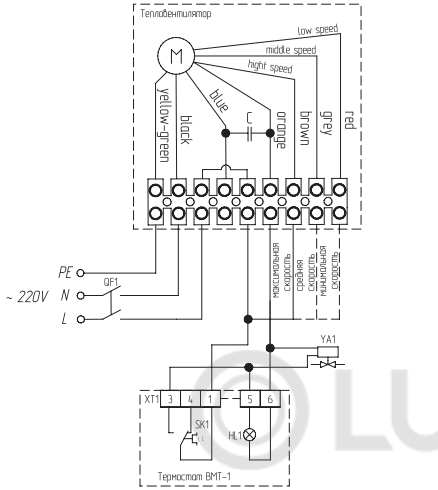 Тепловентилятор
M
low speed
middle speed
hight speed
yellow-green
black
blue
C
orange
brown
grey
red
PE
QF1
~ 220V
N
L
максимальная скорость
средняя скорость
минимальная скорость
YA1
XT1
3
4
1
5
6
SK1
HL1
Термостат ВМТ-1
© LU